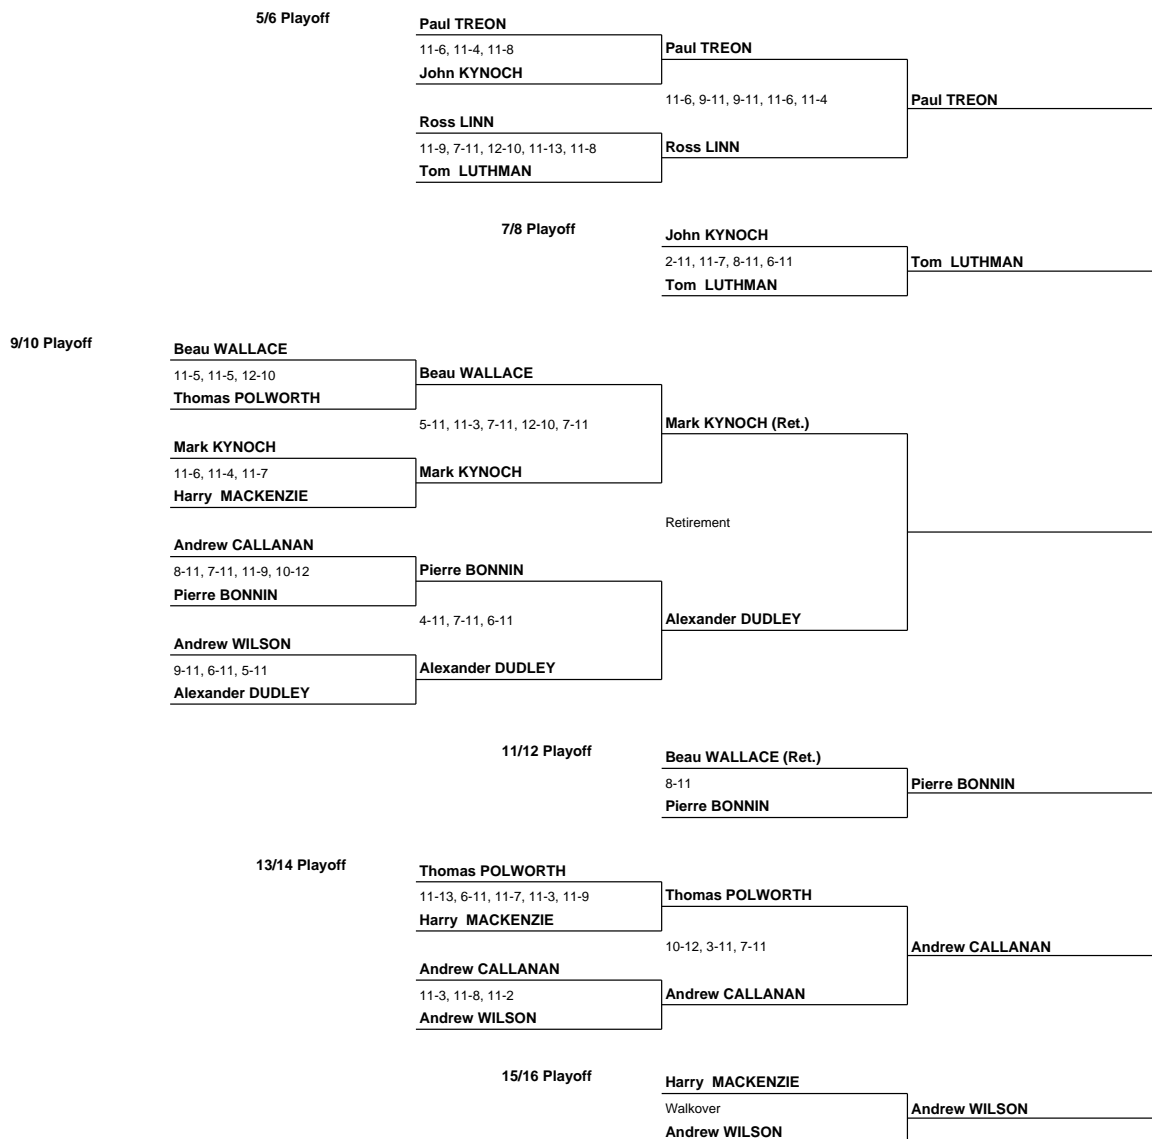 5/6 Playoff
Paul TREON
11-6, 11-4, 11-8
John KYNOCH
Paul TREON
11-6, 9-11, 9-11, 11-6, 11-4
Paul TREON
Ross LINN
11-9, 7-11, 12-10, 11-13, 11-8
Tom LUTHMAN
Ross LINN
7/8 Playoff
John KYNOCH
2-11, 11-7, 8-11, 6-11
Tom LUTHMAN
Tom LUTHMAN
9/10 Playoff
Beau WALLACE
11-5, 11-5, 12-10
Thomas POLWORTH
Beau WALLACE
5-11, 11-3, 7-11, 12-10, 7-11
Mark KYNOCH (Ret.)
Mark KYNOCH
11-6, 11-4, 11-7
Harry MACKENZIE
Mark KYNOCH
Retirement
Andrew CALLANAN
8-11, 7-11, 11-9, 10-12
Pierre BONNIN
Pierre BONNIN
4-11, 7-11, 6-11
Alexander DUDLEY
Andrew WILSON
9-11, 6-11, 5-11
Alexander DUDLEY
Alexander DUDLEY
11/12 Playoff
Beau WALLACE (Ret.)
8-11
Pierre BONNIN
Pierre BONNIN
13/14 Playoff
Thomas POLWORTH
11-13, 6-11, 11-7, 11-3, 11-9
Harry MACKENZIE
Thomas POLWORTH
10-12, 3-11, 7-11
Andrew CALLANAN
Andrew CALLANAN
11-3, 11-8, 11-2
Andrew WILSON
Andrew CALLANAN
15/16 Playoff
Harry MACKENZIE
Walkover
Andrew WILSON
Andrew WILSON